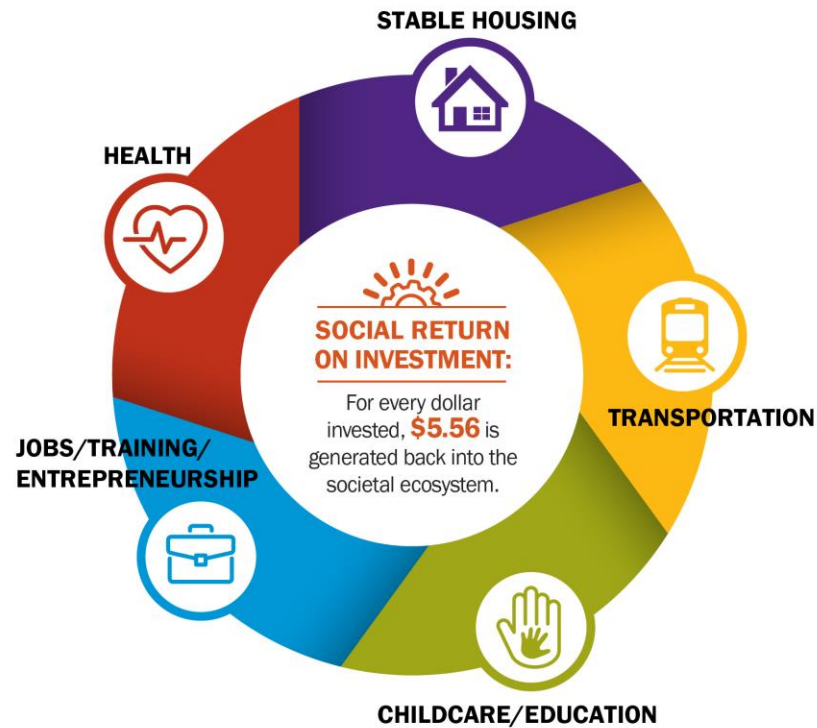 STABLE HOUSING
HEALTH
SOCIAL RETURN
ON INVESTMENT:
For every dollar
invested, $5.56 is
generated back into the
societal ecosystem.
TRANSPORTATION
JOBS/TRAINING/
ENTREPRENEURSHIP
CHILDCARE/EDUCATION